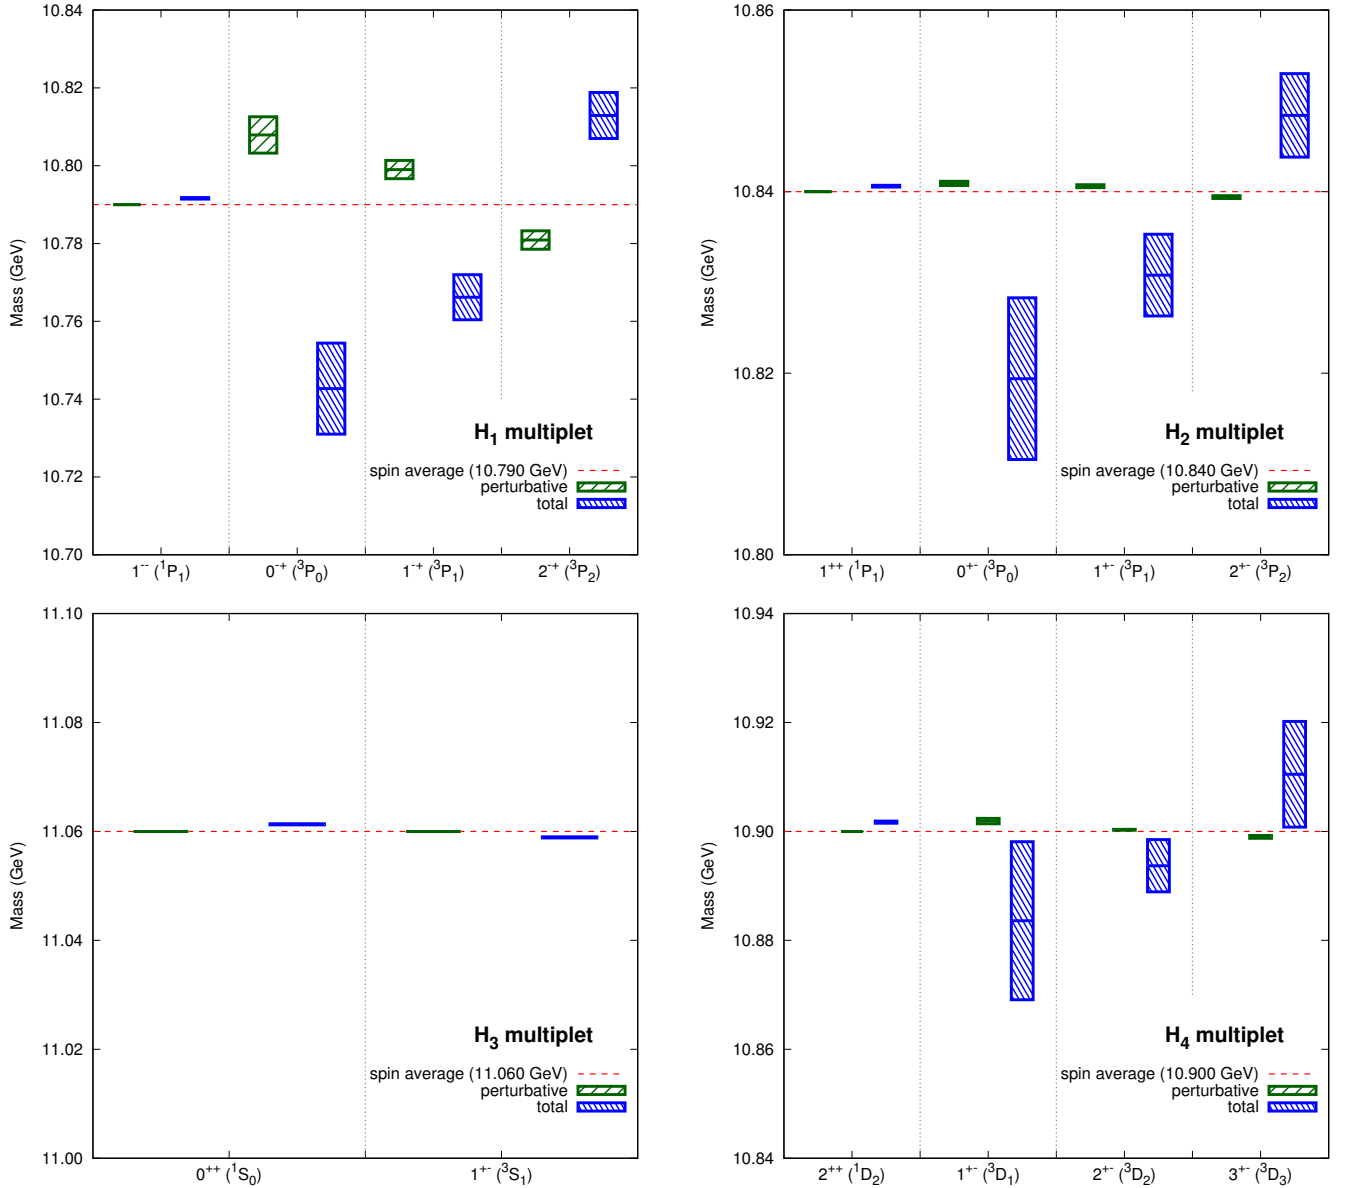 10.84
10.82
10.80
10.78
10.76
10.74
10.72
10.70
Mass (GeV)
H₁ multiplet
spin average (10.790 GeV)
perturbative
total
1⁻⁻ (¹P₁)
0⁻⁺ (³P₀)
1⁻⁺ (³P₁)
2⁻⁺ (³P₂)
10.86
10.84
10.82
10.80
Mass (GeV)
H₂ multiplet
spin average (10.840 GeV)
perturbative
total
1⁺⁺ (¹P₁)
0⁺⁻ (³P₀)
1⁺⁻ (³P₁)
2⁺⁻ (³P₂)
11.10
11.08
11.06
11.04
11.02
11.00
Mass (GeV)
H₃ multiplet
spin average (11.060 GeV)
perturbative
total
0⁺⁺ (¹S₀)
1⁺⁻ (³S₁)
10.94
10.92
10.90
10.88
10.86
10.84
Mass (GeV)
H₄ multiplet
spin average (10.900 GeV)
perturbative
total
2⁺⁺ (¹D₂)
1⁺⁻ (³D₁)
2⁺⁻ (³D₂)
3⁺⁻ (³D₃)